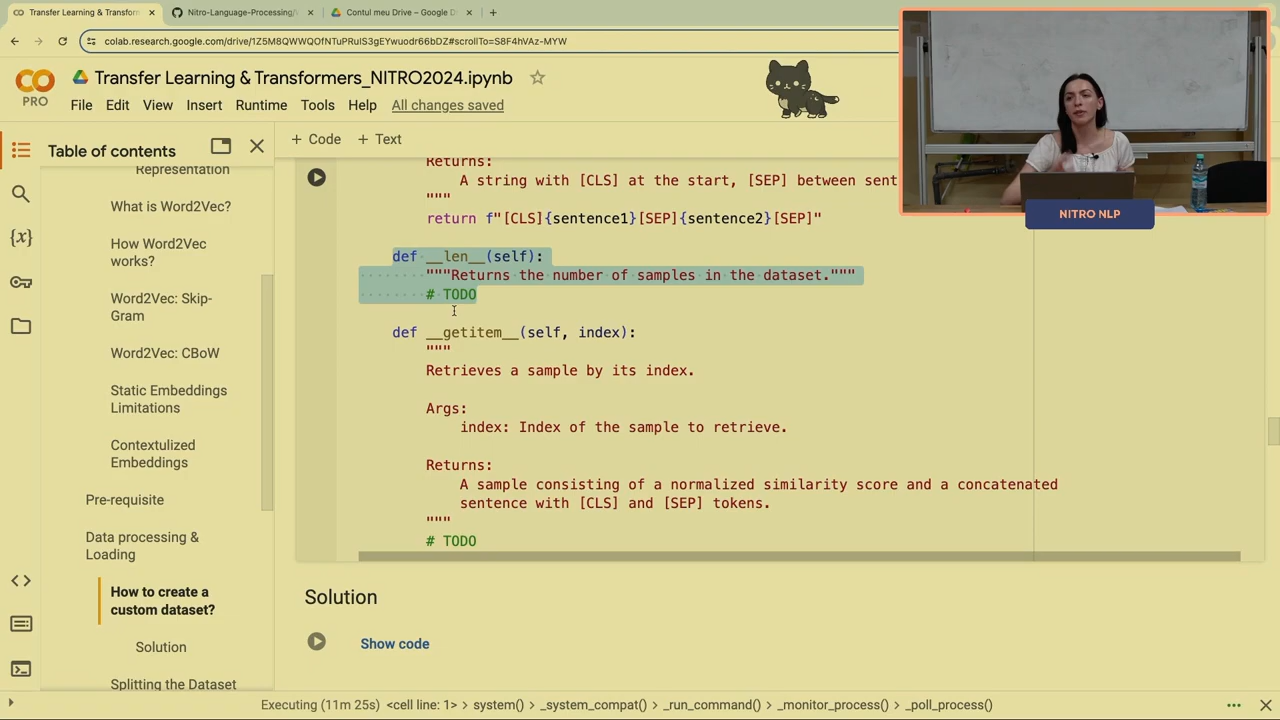 Transfer Learning & Transform
Nitro-Language-Processing/
Contul meu Drive – Google D
colab.research.google.com/drive/1Z5M8QWWQOfNTuPRulS3gEYwuodr66bDZ#scrollTo=S8F4hVAz-MYW
PRO
Transfer Learning & Transformers_NITRO2024.ipynb
File Edit View Insert Runtime Tools Help All changes saved
+ Code + Text
Table of contents
Representation
What is Word2Vec?
How Word2Vec
works?
Word2Vec: Skip-
Gram
Word2Vec: CBoW
Static Embeddings
Limitations
Contextulized
Embeddings
Pre-requisite
Data processing &
Loading
How to create a
custom dataset?
Solution
Splitting the Dataset
Returns:
A string with [CLS] at the start, [SEP] between sent
"""
return f"[CLS]{sentence1}[SEP]{sentence2}[SEP]"
def __len__(self):
"""Returns the number of samples in the dataset."""
# TODO
def __getitem__(self, index):
"""
Retrieves a sample by its index.
Args:
index: Index of the sample to retrieve.
Returns:
A sample consisting of a normalized similarity score and a concatenated
sentence with [CLS] and [SEP] tokens.
"""
# TODO
Solution
Show code
NITRO NLP
Executing (11m 25s) <cell line: 1> > system() > _system_compat() > _run_command() > _monitor_process() > _poll_process()